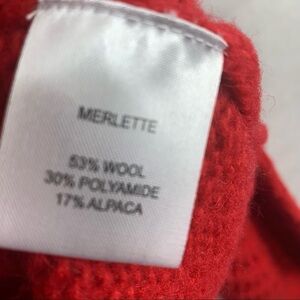 MERLETTE
53% WOOL
30% POLYAMIDE
17% ALPACA